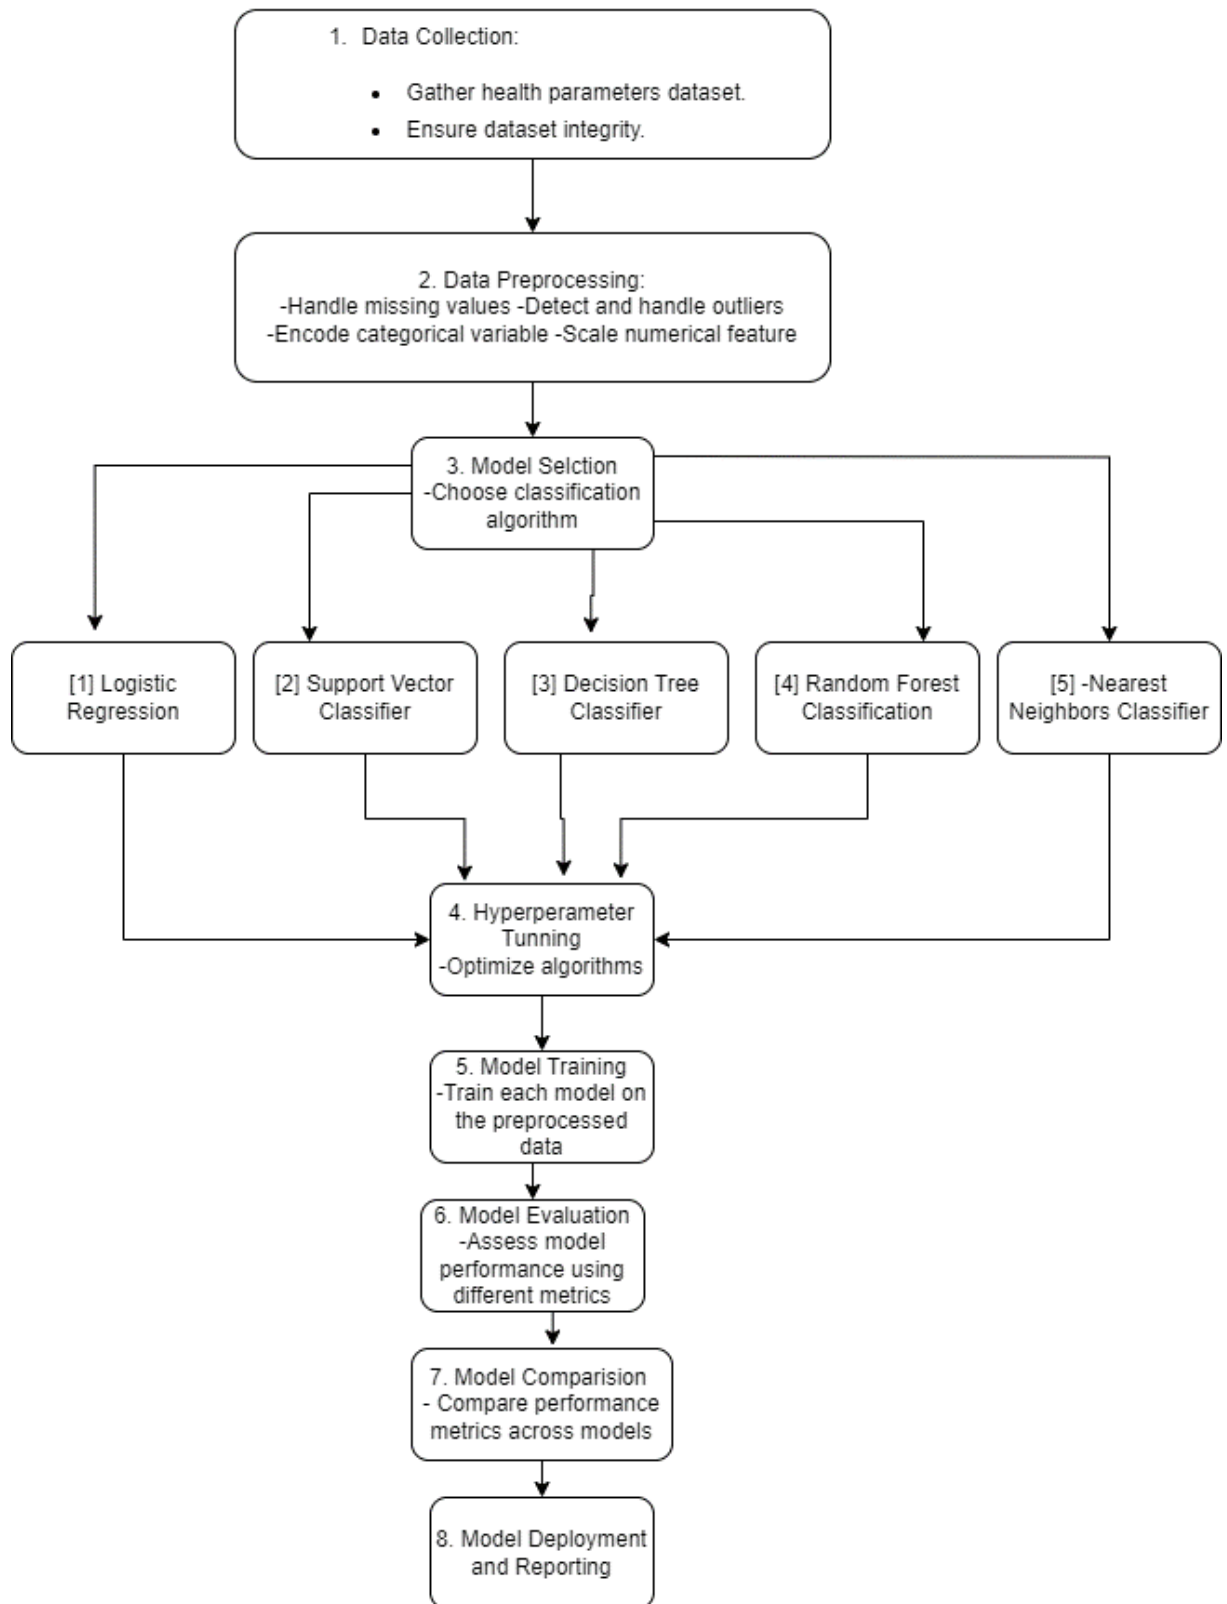 1. Data Collection:
• Gather health parameters dataset.
• Ensure dataset integrity.
2. Data Preprocessing:
-Handle missing values -Detect and handle outliers
-Encode categorical variable -Scale numerical feature
3. Model Selction
-Choose classification
algorithm
[1] Logistic
Regression
[2] Support Vector
Classifier
[3] Decision Tree
Classifier
[4] Random Forest
Classification
[5] -Nearest
Neighbors Classifier
4. Hyperperameter
Tunning
-Optimize algorithms
5. Model Training
-Train each model on
the preprocessed
data
6. Model Evaluation
-Assess model
performance using
different metrics
7. Model Comparision
- Compare performance
metrics across models
8. Model Deployment
and Reporting